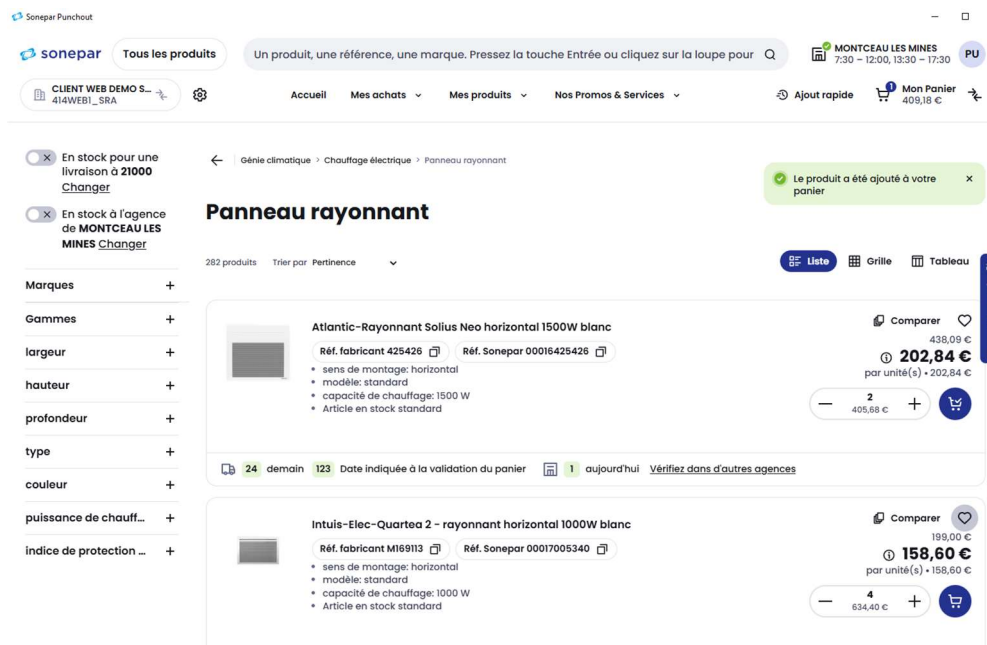 Sonepar Punchout
sonepar
Tous les produits
Un produit, une référence, une marque. Pressez la touche Entrée ou cliquez sur la loupe pour
MONTCEAU LES MINES
7:30 – 12:00, 13:30 – 17:30
PU
CLIENT WEB DEMO S...
414WEB1_SRA
Accueil
Mes achats
Mes produits
Nos Promos & Services
Ajout rapide
1
Mon Panier
409,18 €
En stock pour une
livraison à 21000
Changer
En stock à l'agence
de MONTCEAU LES
MINES Changer
Marques
Gammes
largeur
hauteur
profondeur
type
couleur
puissance de chauff...
indice de protection ...
Génie climatique > Chauffage électrique > Panneau rayonnant
Le produit a été ajouté à votre
panier
Panneau rayonnant
282 produits Trier par Pertinence
Liste
Grille
Tableau
Atlantic-Rayonnant Solius Neo horizontal 1500W blanc
Réf. fabricant 425426
Réf. Sonepar 00016425426
• sens de montage: horizontal
• modèle: standard
• capacité de chauffage: 1500 W
• Article en stock standard
Comparer
438,09 €
202,84 €
par unité(s) • 202,84 €
2
405,68 €
24 demain 123 Date indiquée à la validation du panier 1 aujourd'hui Vérifiez dans d'autres agences
Intuis-Elec-Quartea 2 - rayonnant horizontal 1000W blanc
Réf. fabricant M169113
Réf. Sonepar 00017005340
• sens de montage: horizontal
• modèle: standard
• capacité de chauffage: 1000 W
• Article en stock standard
Comparer
199,00 €
158,60 €
par unité(s) • 158,60 €
4
634,40 €